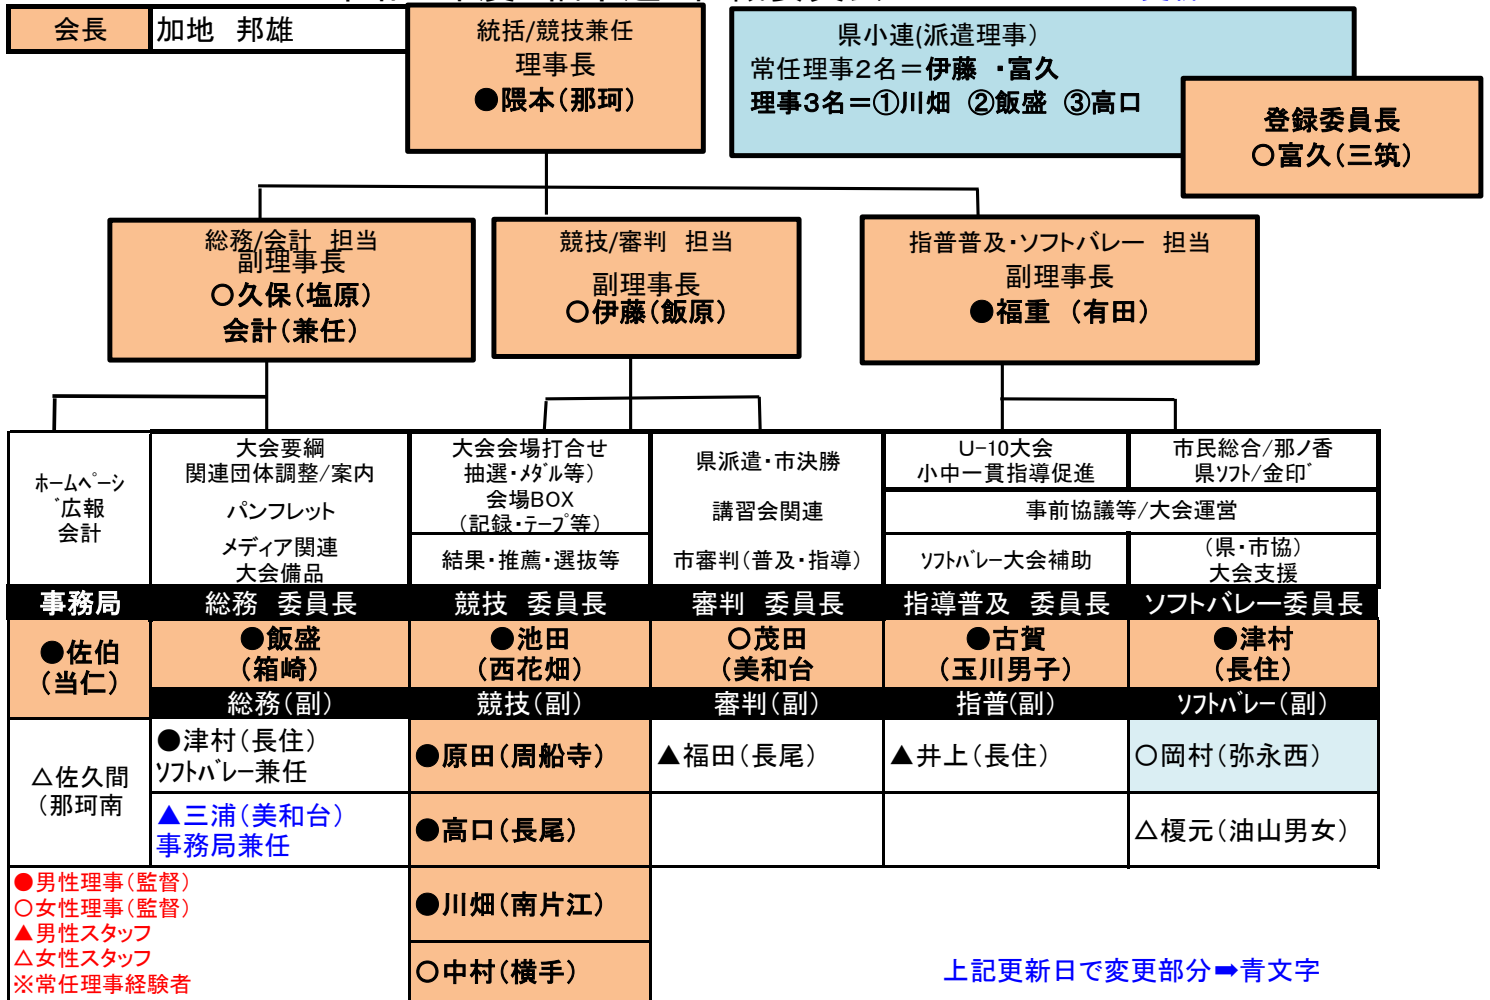 会長
加地 邦雄
統括/競技兼任
理事長
●隈本(那珂)
県小連(派遣理事)
常任理事2名=伊藤 ・富久
理事3名=①川畑 ②飯盛 ③高口
登録委員長
○富久(三筑)
総務/会計 担当
副理事長
○久保(塩原)
会計(兼任)
競技/審判 担当
副理事長
○伊藤(飯原)
指普普及・ソフトバレー 担当
副理事長
●福重 (有田)
ホームページ
広報
会計
大会要綱
関連団体調整/案内
パンフレット
メディア関連
大会備品
大会会場打合せ
抽選・メダル等)
会場BOX
(記録・テープ等)
結果・推薦・選抜等
県派遣・市決勝
講習会関連
市審判(普及・指導)
U-10大会
小中一貫指導促進
市民総合/那ノ香
県ソフト/金印
事前協議等/大会運営
ソフトバレー大会補助
(県・市協)
大会支援
事務局
総務 委員長
競技 委員長
審判 委員長
指導普及 委員長
ソフトバレー委員長
●佐伯
(当仁)
●飯盛
(箱崎)
●池田
(西花畑)
○茂田
(美和台
●古賀
(玉川男子)
●津村
(長住)
総務(副)
競技(副)
審判(副)
指普(副)
ソフトバレー(副)
△佐久間
(那珂南
●津村(長住)
ソフトバレー兼任
●原田(周船寺)
▲福田(長尾)
▲井上(長住)
○岡村(弥永西)
▲三浦(美和台)
事務局兼任
●高口(長尾)
△榎元(油山男女)
●川畑(南片江)
○中村(横手)
●男性理事(監督)
○女性理事(監督)
▲男性スタッフ
△女性スタッフ
※常任理事経験者
上記更新日で変更部分➡青文字